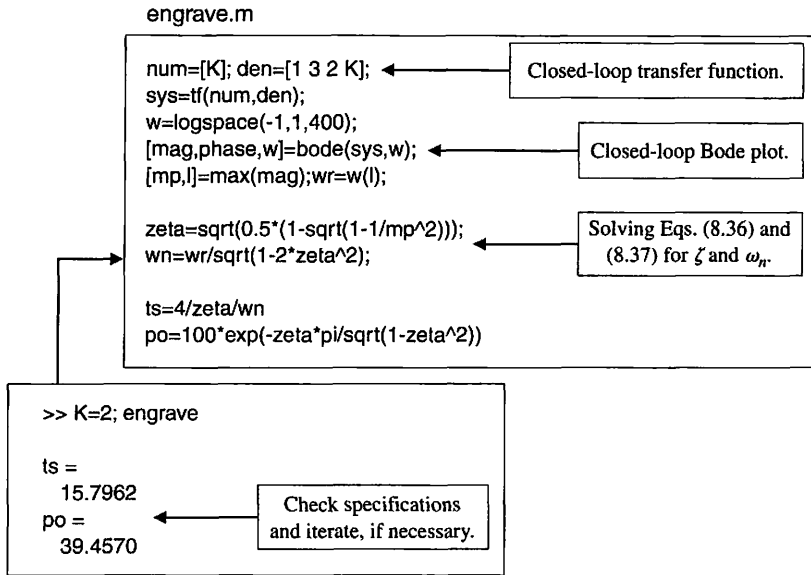 engrave.m
num=[K]; den=[1 3 2 K];
Closed-loop transfer function.
sys=tf(num,den);
w=logspace(-1,1,400);
[mag,phase,w]=bode(sys,w);
Closed-loop Bode plot.
[mp,l]=max(mag);wr=w(l);
zeta=sqrt(0.5*(1-sqrt(1-1/mp^2)));
wn=wr/sqrt(1-2*zeta^2);
Solving Eqs. (8.36) and
(8.37) for ζ and ωn.
ts=4/zeta/wn
po=100*exp(-zeta*pi/sqrt(1-zeta^2))
>> K=2; engrave
ts =
15.7962
po =
39.4570
Check specifications
and iterate, if necessary.